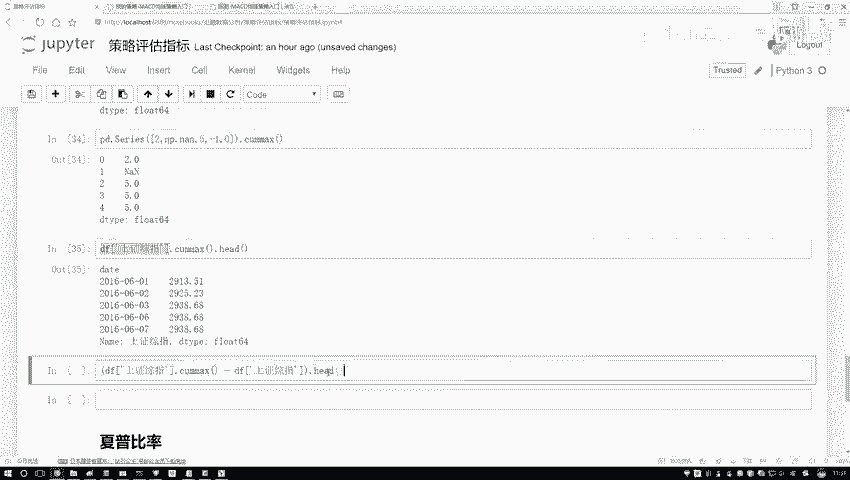 jupyter 策略评估指标 Last Checkpoint: an hour ago (unsaved changes)
Logout
File Edit View Insert Cell Kernel Widgets Help
Trusted Python 3
Code
dtype: float64
In [34]: pd.Series([2,np.nan,5,-1,0]).cummax()
Out[34]: 0 2.0
1 NaN
2 5.0
3 5.0
4 5.0
dtype: float64
In [35]: df["上证综指"].cummax().head()
Out[35]: date
2016-06-01 2913.51
2016-06-02 2925.23
2016-06-03 2938.68
2016-06-06 2938.68
2016-06-07 2938.68
Name: 上证综指, dtype: float64
In [ ]: (df["上证综指"].cummax() - df["上证综指"]).head
In [ ]:
夏普比率